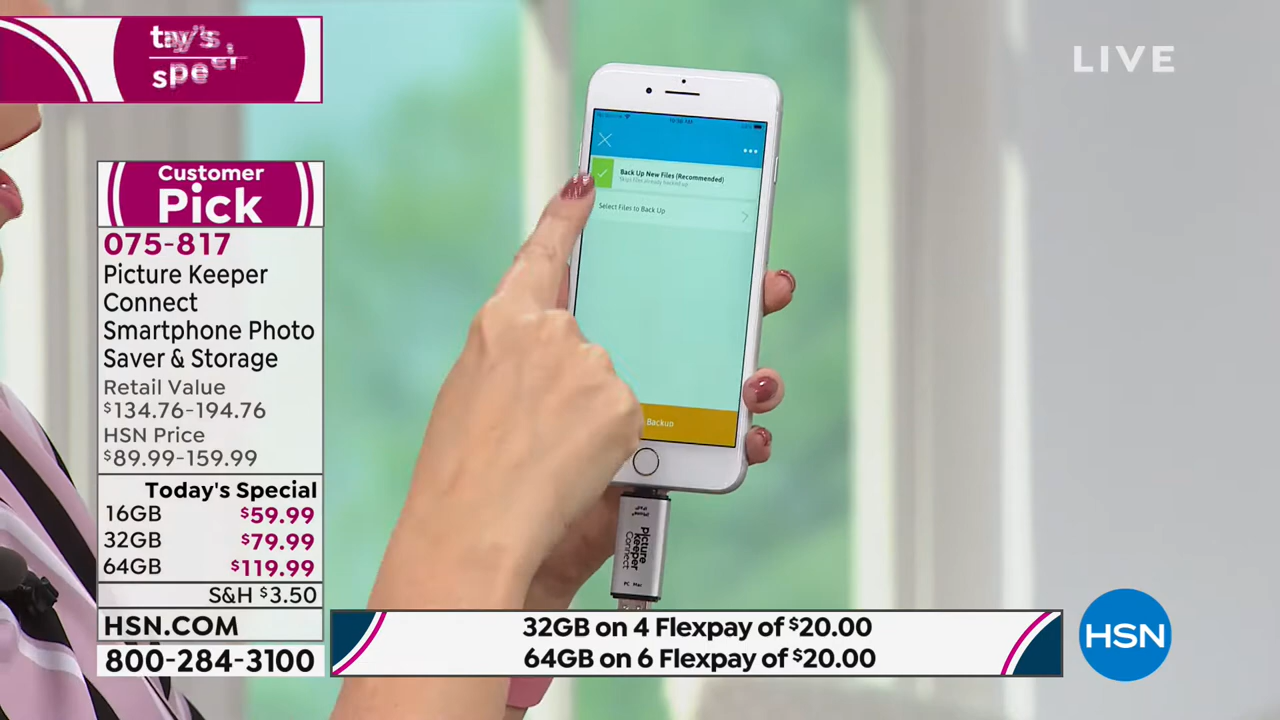 LIVE
Customer
Pick
075-817
Picture Keeper
Connect
Smartphone Photo
Saver & Storage
Retail Value
$134.76-194.76
HSN Price
$89.99-159.99
Today's Special
16GB $59.99
32GB $79.99
64GB $119.99
S&H $3.50
HSN.COM
800-284-3100
Back Up New Files (Recommended)
Select Files to Back Up
Backup
picture
keeper
Connect
PC Mac
32GB on 4 Flexpay of $20.00
64GB on 6 Flexpay of $20.00
HSN